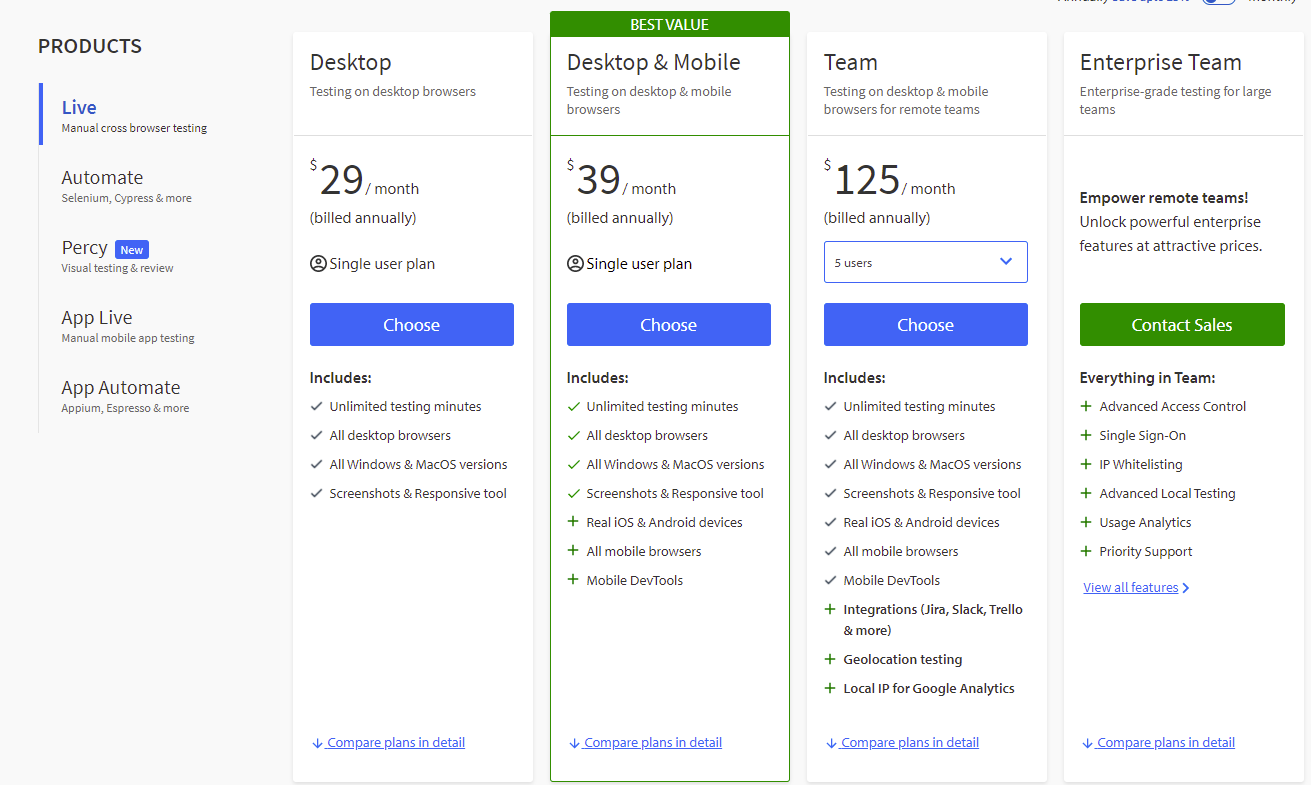 Annually Save upto 25% Monthly
PRODUCTS
Live
Manual cross browser testing
Automate
Selenium, Cypress & more
Percy New
Visual testing & review
App Live
Manual mobile app testing
App Automate
Appium, Espresso & more
Desktop
Testing on desktop browsers
$29/ month
(billed annually)
Single user plan
Choose
Includes:
Unlimited testing minutes
All desktop browsers
All Windows & MacOS versions
Screenshots & Responsive tool
Compare plans in detail
BEST VALUE
Desktop & Mobile
Testing on desktop & mobile
browsers
$39/ month
(billed annually)
Single user plan
Choose
Includes:
Unlimited testing minutes
All desktop browsers
All Windows & MacOS versions
Screenshots & Responsive tool
Real iOS & Android devices
All mobile browsers
Mobile DevTools
Compare plans in detail
Team
Testing on desktop & mobile
browsers for remote teams
$125/ month
(billed annually)
5 users
Choose
Includes:
Unlimited testing minutes
All desktop browsers
All Windows & MacOS versions
Screenshots & Responsive tool
Real iOS & Android devices
All mobile browsers
Mobile DevTools
Integrations (Jira, Slack, Trello
& more)
Geolocation testing
Local IP for Google Analytics
Compare plans in detail
Enterprise Team
Enterprise-grade testing for large
teams
Empower remote teams!
Unlock powerful enterprise
features at attractive prices.
Contact Sales
Everything in Team:
Advanced Access Control
Single Sign-On
IP Whitelisting
Advanced Local Testing
Usage Analytics
Priority Support
View all features
Compare plans in detail